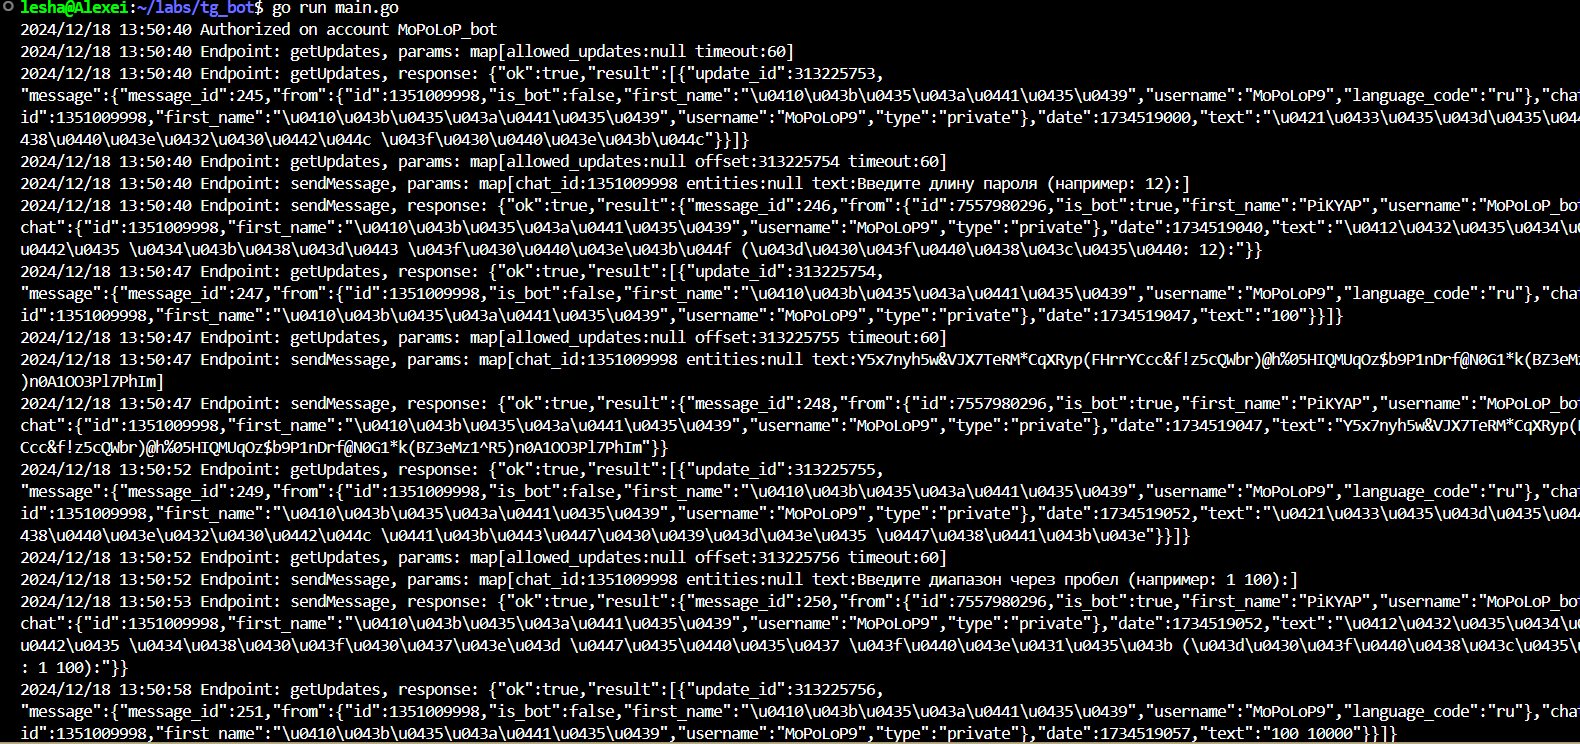 lesha@Alexei:~/labs/tg_bot$ go run main.go
2024/12/18 13:50:40 Authorized on account MoPoLoP_bot
2024/12/18 13:50:40 Endpoint: getUpdates, params: map[allowed_updates:null timeout:60]
2024/12/18 13:50:40 Endpoint: getUpdates, response: {"ok":true,"result":[{"update_id":313225753,
"message":{"message_id":245,"from":{"id":1351009998,"is_bot":false,"first_name":"\u0410\u043b\u0435\u043a\u0441\u0435\u0439","username":"MoPoLoP9","language_code":"ru"},"chat
id":1351009998,"first_name":"\u0410\u043b\u0435\u043a\u0441\u0435\u0439","username":"MoPoLoP9","type":"private"},"date":1734519000,"text":"\u0421\u0433\u0435\u043d\u0435\u044
438\u0440\u043e\u0432\u0430\u0442\u044c \u043f\u0430\u0440\u043e\u043b\u044c"}}]}
2024/12/18 13:50:40 Endpoint: getUpdates, params: map[allowed_updates:null offset:313225754 timeout:60]
2024/12/18 13:50:40 Endpoint: sendMessage, params: map[chat_id:1351009998 entities:null text:Введите длину пароля (например: 12):]
2024/12/18 13:50:40 Endpoint: sendMessage, response: {"ok":true,"result":{"message_id":246,"from":{"id":7557980296,"is_bot":true,"first_name":"PiKYAP","username":"MoPoLoP_bot
chat":{"id":1351009998,"first_name":"\u0410\u043b\u0435\u043a\u0441\u0435\u0439","username":"MoPoLoP9","type":"private"},"date":1734519040,"text":"\u0412\u0432\u0435\u0434\u0
u0442\u0435 \u0434\u043b\u0438\u043d\u0443 \u043f\u0430\u0440\u043e\u043b\u044f (\u043d\u0430\u043f\u0440\u0438\u043c\u0435\u0440: 12):"}}
2024/12/18 13:50:47 Endpoint: getUpdates, response: {"ok":true,"result":[{"update_id":313225754,
"message":{"message_id":247,"from":{"id":1351009998,"is_bot":false,"first_name":"\u0410\u043b\u0435\u043a\u0441\u0435\u0439","username":"MoPoLoP9","language_code":"ru"},"chat
id":1351009998,"first_name":"\u0410\u043b\u0435\u043a\u0441\u0435\u0439","username":"MoPoLoP9","type":"private"},"date":1734519047,"text":"100"}}]}
2024/12/18 13:50:47 Endpoint: getUpdates, params: map[allowed_updates:null offset:313225755 timeout:60]
2024/12/18 13:50:47 Endpoint: sendMessage, params: map[chat_id:1351009998 entities:null text:Y5x7nyh5w&VJX7TeRM*CqXRyp(FHrrYCcc&f!z5cQWbr)@h%05HIQMUqOz$b9P1nDrf@N0G1*k(BZ3eMz
)n0A1OO3Pl7PhIm]
2024/12/18 13:50:47 Endpoint: sendMessage, response: {"ok":true,"result":{"message_id":248,"from":{"id":7557980296,"is_bot":true,"first_name":"PiKYAP","username":"MoPoLoP_bot
chat":{"id":1351009998,"first_name":"\u0410\u043b\u0435\u043a\u0441\u0435\u0439","username":"MoPoLoP9","type":"private"},"date":1734519047,"text":"Y5x7nyh5w&VJX7TeRM*CqXRyp(F
Ccc&f!z5cQWbr)@h%05HIQMUqOz$b9P1nDrf@N0G1*k(BZ3eMz1^R5)n0A1OO3Pl7PhIm"}}
2024/12/18 13:50:52 Endpoint: getUpdates, response: {"ok":true,"result":[{"update_id":313225755,
"message":{"message_id":249,"from":{"id":1351009998,"is_bot":false,"first_name":"\u0410\u043b\u0435\u043a\u0441\u0435\u0439","username":"MoPoLoP9","language_code":"ru"},"chat
id":1351009998,"first_name":"\u0410\u043b\u0435\u043a\u0441\u0435\u0439","username":"MoPoLoP9","type":"private"},"date":1734519052,"text":"\u0421\u0433\u0435\u043d\u0435\u044
438\u0440\u043e\u0432\u0430\u0442\u044c \u0441\u043b\u0443\u0447\u0430\u0439\u043d\u043e\u0435 \u0447\u0438\u0441\u043b\u043e"}}]}
2024/12/18 13:50:52 Endpoint: getUpdates, params: map[allowed_updates:null offset:313225756 timeout:60]
2024/12/18 13:50:52 Endpoint: sendMessage, params: map[chat_id:1351009998 entities:null text:Введите диапазон через пробел (например: 1 100):]
2024/12/18 13:50:53 Endpoint: sendMessage, response: {"ok":true,"result":{"message_id":250,"from":{"id":7557980296,"is_bot":true,"first_name":"PiKYAP","username":"MoPoLoP_bot
chat":{"id":1351009998,"first_name":"\u0410\u043b\u0435\u043a\u0441\u0435\u0439","username":"MoPoLoP9","type":"private"},"date":1734519052,"text":"\u0412\u0432\u0435\u0434\u0
u0442\u0435 \u0434\u0438\u0430\u043f\u0430\u0437\u043e\u043d \u0447\u0435\u0440\u0435\u0437 \u043f\u0440\u043e\u0431\u0435\u043b (\u043d\u0430\u043f\u0440\u0438\u043c\u0435\u
: 1 100):"}}
2024/12/18 13:50:58 Endpoint: getUpdates, response: {"ok":true,"result":[{"update_id":313225756,
"message":{"message_id":251,"from":{"id":1351009998,"is_bot":false,"first_name":"\u0410\u043b\u0435\u043a\u0441\u0435\u0439","username":"MoPoLoP9","language_code":"ru"},"chat
id":1351009998,"first_name":"\u0410\u043b\u0435\u043a\u0441\u0435\u0439","username":"MoPoLoP9","type":"private"},"date":1734519057,"text":"100 10000"}}]}